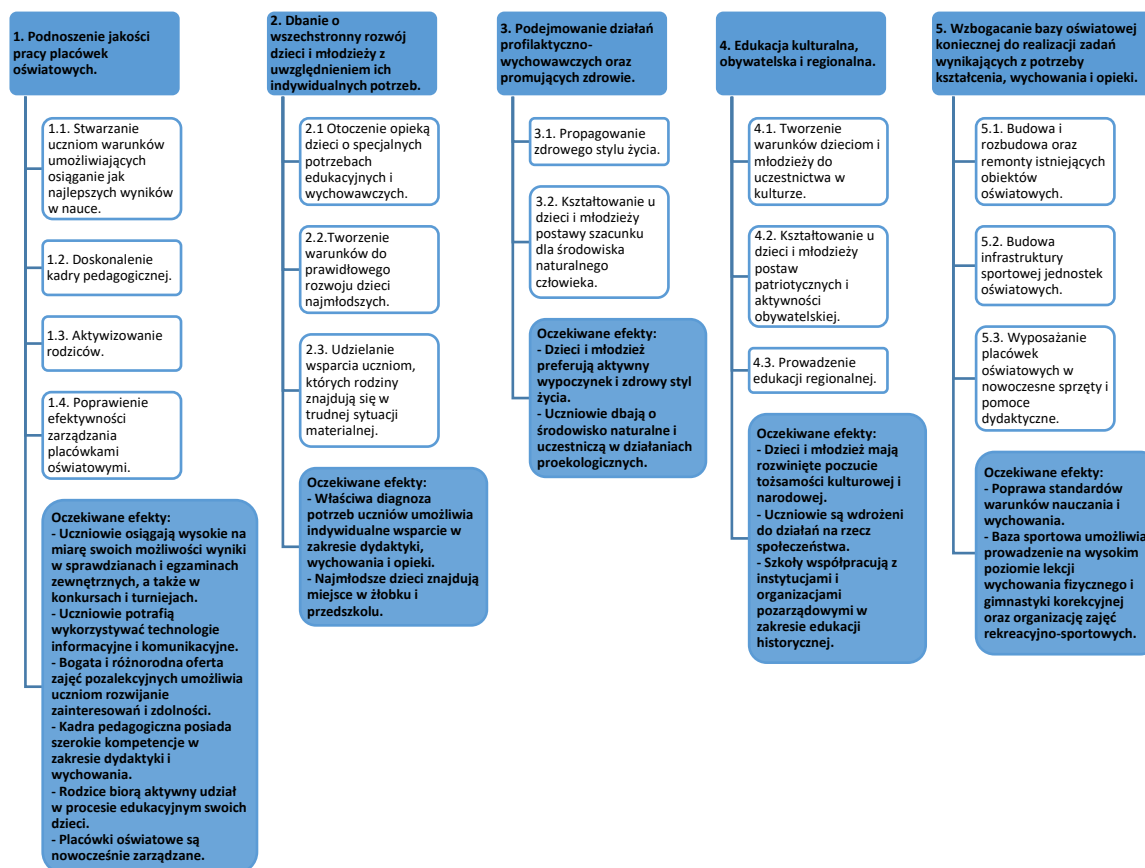 1. Podnoszenie jakości
pracy placówek
oświatowych.
1.1. Stwarzanie
uczniom warunków
umożliwiających
osiąganie jak
najlepszych wyników
w nauce.
1.2. Doskonalenie
kadry pedagogicznej.
1.3. Aktywizowanie
rodziców.
1.4. Poprawienie
efektywności
zarządzania
placówkami
oświatowymi.
Oczekiwane efekty:
- Uczniowie osiągają wysokie na
miarę swoich możliwości wyniki
w sprawdzianach i egzaminach
zewnętrznych, a także w
konkursach i turniejach.
- Uczniowie potrafią
wykorzystywać technologie
informacyjne i komunikacyjne.
- Bogata i różnorodna oferta
zajęć pozalekcyjnych umożliwia
uczniom rozwijanie
zainteresowań i zdolności.
- Kadra pedagogiczna posiada
szerokie kompetencje w
zakresie dydaktyki i
wychowania.
- Rodzice biorą aktywny udział
w procesie edukacyjnym swoich
dzieci.
- Placówki oświatowe są
nowocześnie zarządzane.
2. Dbanie o
wszechstronny rozwój
dzieci i młodzieży z
uwzględnieniem ich
indywidualnych potrzeb.
2.1 Otoczenie opieką
dzieci o specjalnych
potrzebach
edukacyjnych i
wychowawczych.
2.2.Tworzenie
warunków do
prawidłowego
rozwoju dzieci
najmłodszych.
2.3. Udzielanie
wsparcia uczniom,
których rodziny
znajdują się w
trudnej sytuacji
materialnej.
Oczekiwane efekty:
- Właściwa diagnoza
potrzeb uczniów umożliwia
indywidualne wsparcie w
zakresie dydaktyki,
wychowania i opieki.
- Najmłodsze dzieci znajdują
miejsce w żłobku i
przedszkolu.
3. Podejmowanie działań
profilaktyczno-
wychowawczych oraz
promujących zdrowie.
3.1. Propagowanie
zdrowego stylu życia.
3.2. Kształtowanie u
dzieci i młodzieży
postawy szacunku
dla środowiska
naturalnego
człowieka.
Oczekiwane efekty:
- Dzieci i młodzież
preferują aktywny
wypoczynek i zdrowy styl
życia.
- Uczniowie dbają o
środowisko naturalne i
uczestniczą w działaniach
proekologicznych.
4. Edukacja kulturalna,
obywatelska i regionalna.
4.1. Tworzenie
warunków dzieciom i
młodzieży do
uczestnictwa w
kulturze.
4.2. Kształtowanie u
dzieci i młodzieży
postaw
patriotycznych i
aktywności
obywatelskiej.
4.3. Prowadzenie
edukacji regionalnej.
Oczekiwane efekty:
- Dzieci i młodzież mają
rozwinięte poczucie
tożsamości kulturowej i
narodowej.
- Uczniowie są wdrożeni
do działań na rzecz
społeczeństwa.
- Szkoły współpracują z
instytucjami i
organizacjami
pozarządowymi w
zakresie edukacji
historycznej.
5. Wzbogacanie bazy oświatowej
koniecznej do realizacji zadań
wynikających z potrzeby
kształcenia, wychowania i opieki.
5.1. Budowa i
rozbudowa oraz
remonty istniejących
obiektów
oświatowych.
5.2. Budowa
infrastruktury
sportowej jednostek
oświatowych.
5.3. Wyposażanie
placówek
oświatowych w
nowoczesne sprzęty i
pomoce
dydaktyczne.
Oczekiwane efekty:
- Poprawa standardów
warunków nauczania i
wychowania.
- Baza sportowa umożliwia
prowadzenie na wysokim
poziomie lekcji
wychowania fizycznego i
gimnastyki korekcyjnej
oraz organizację zajęć
rekreacyjno-sportowych.